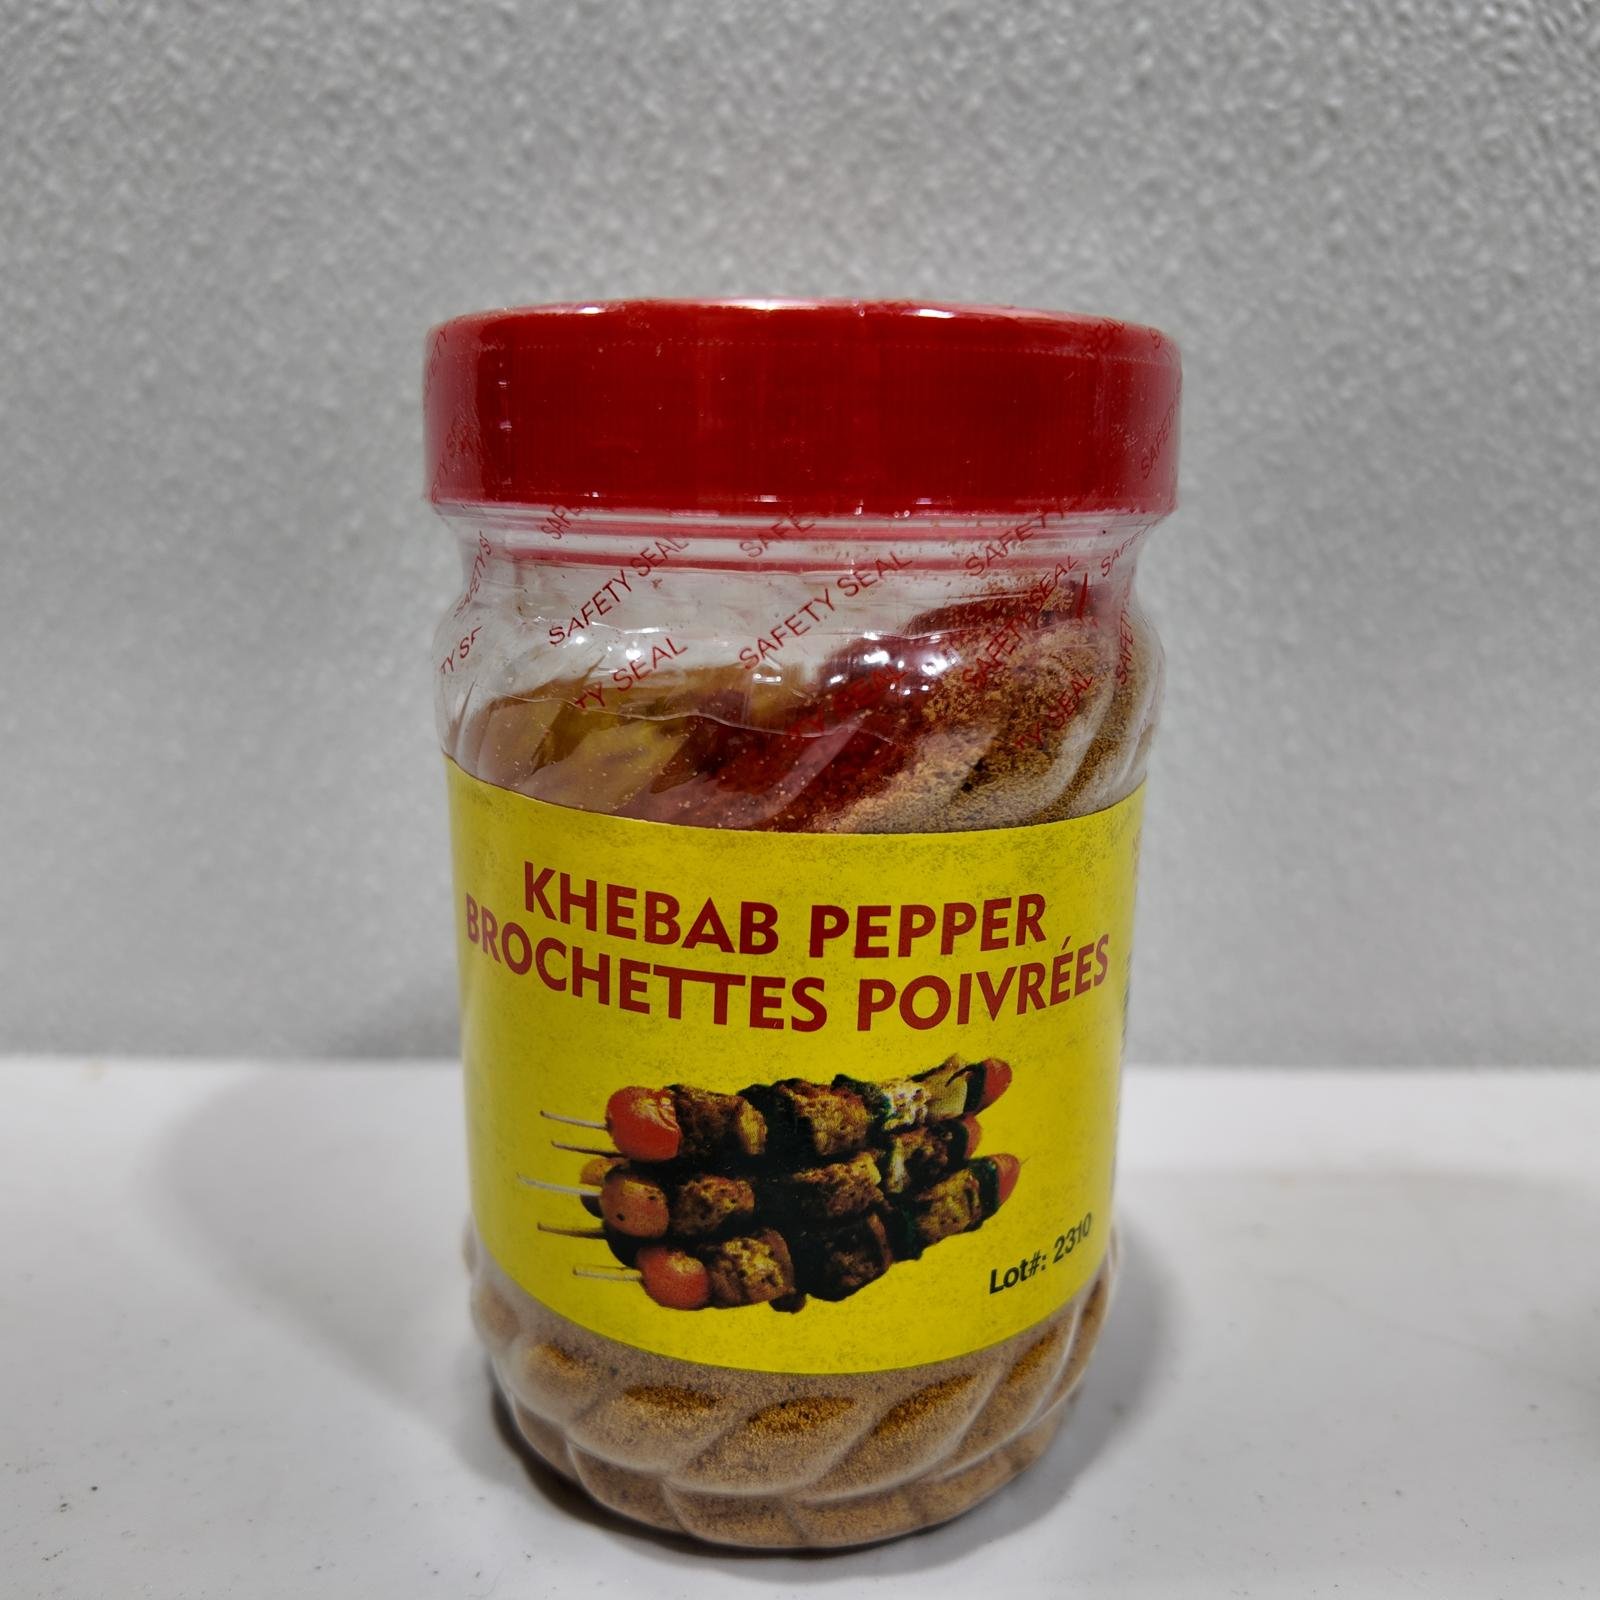 SAFETY SEAL
SAFETY SEAL
SAFETY SEAL
KHEBAB PEPPER
BROCHETTES POIVRÉES
Lot#: 2310